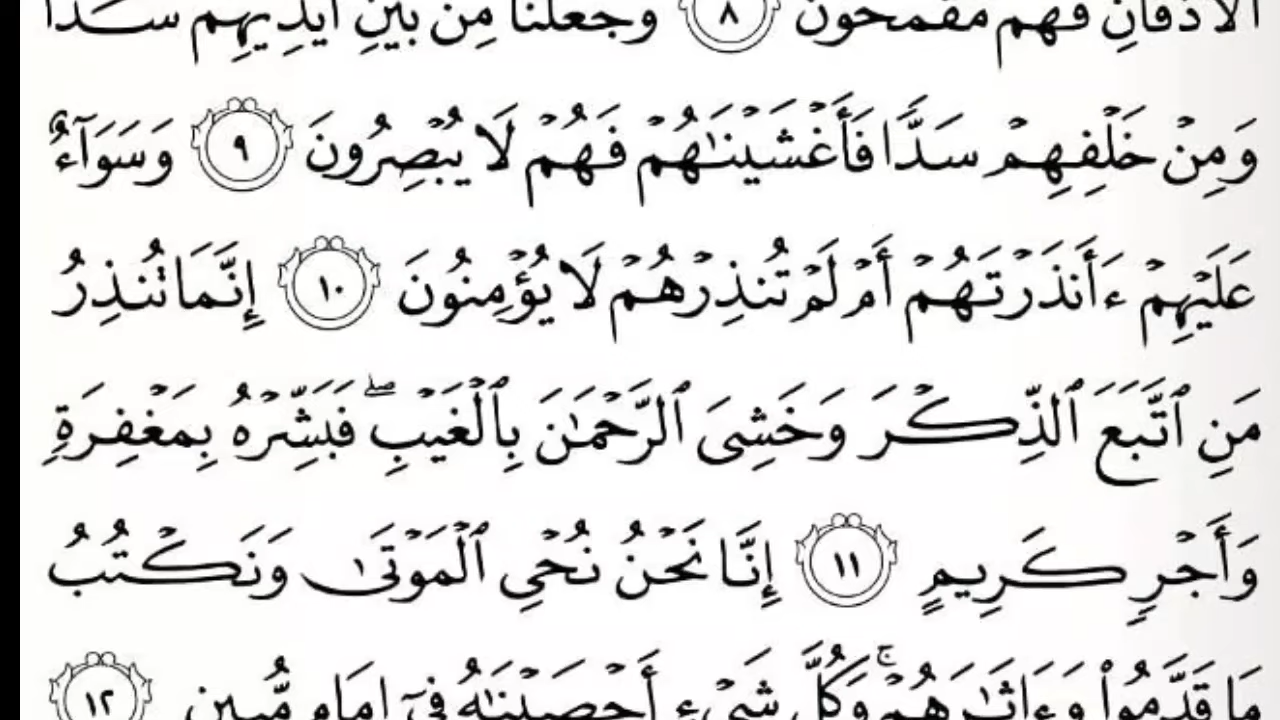 ٱلۡأَذۡقَانِ فَهُم مُّقۡمَحُونَ ٨ وَجَعَلۡنَا مِنۢ بَيۡنِ أَيۡدِيهِمۡ سَدّٗا
وَمِنۡ خَلۡفِهِمۡ سَدّٗا فَأَغۡشَيۡنَٰهُمۡ فَهُمۡ لَا يُبۡصِرُونَ ٩ وَسَوَآءٌ
عَلَيۡهِمۡ ءَأَنذَرۡتَهُمۡ أَمۡ لَمۡ تُنذِرۡهُمۡ لَا يُؤۡمِنُونَ ١٠ إِنَّمَا تُنذِرُ
مَنِ ٱتَّبَعَ ٱلذِّكۡرَ وَخَشِيَ ٱلرَّحۡمَٰنَ بِٱلۡغَيۡبِۖ فَبَشِّرۡهُ بِمَغۡفِرَةٖ
وَأَجۡرٖ كَرِيمٍ ١١ إِنَّا نَحۡنُ نُحۡيِ ٱلۡمَوۡتَىٰ وَنَكۡتُبُ
مَا قَدَّمُواْ وَءَاثَٰرَهُمۡۚ وَكُلَّ شَيۡءٍ أَحۡصَيۡنَٰهُ فِيٓ إِمَامٖ مُّبِينٖ ١٢